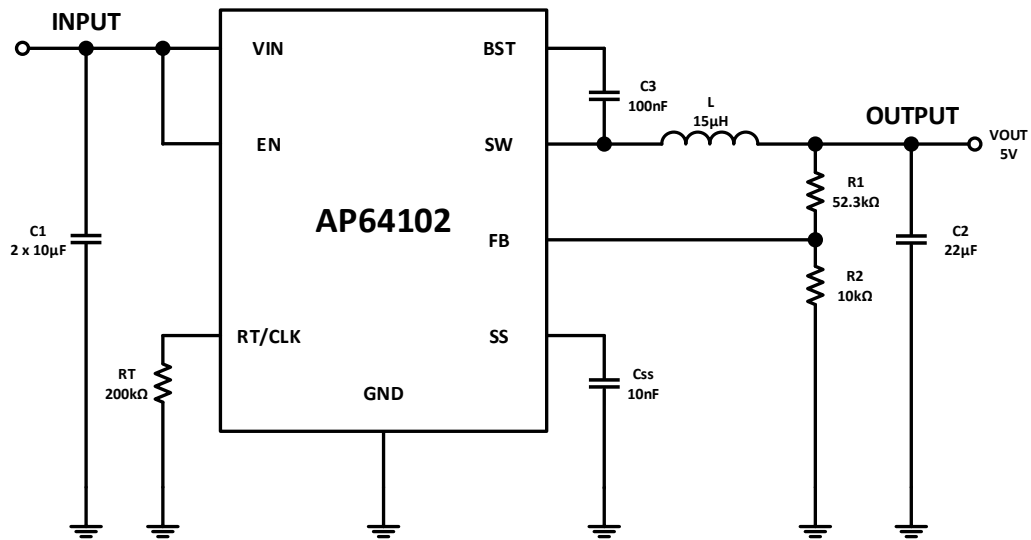 INPUT
VIN
BST
C3
100nF
L
15µH
OUTPUT
VOUT
5V
EN
SW
R1
52.3kΩ
C1
2 x 10µF
AP64102
FB
C2
22µF
R2
10kΩ
RT/CLK
SS
RT
200kΩ
Css
10nF
GND